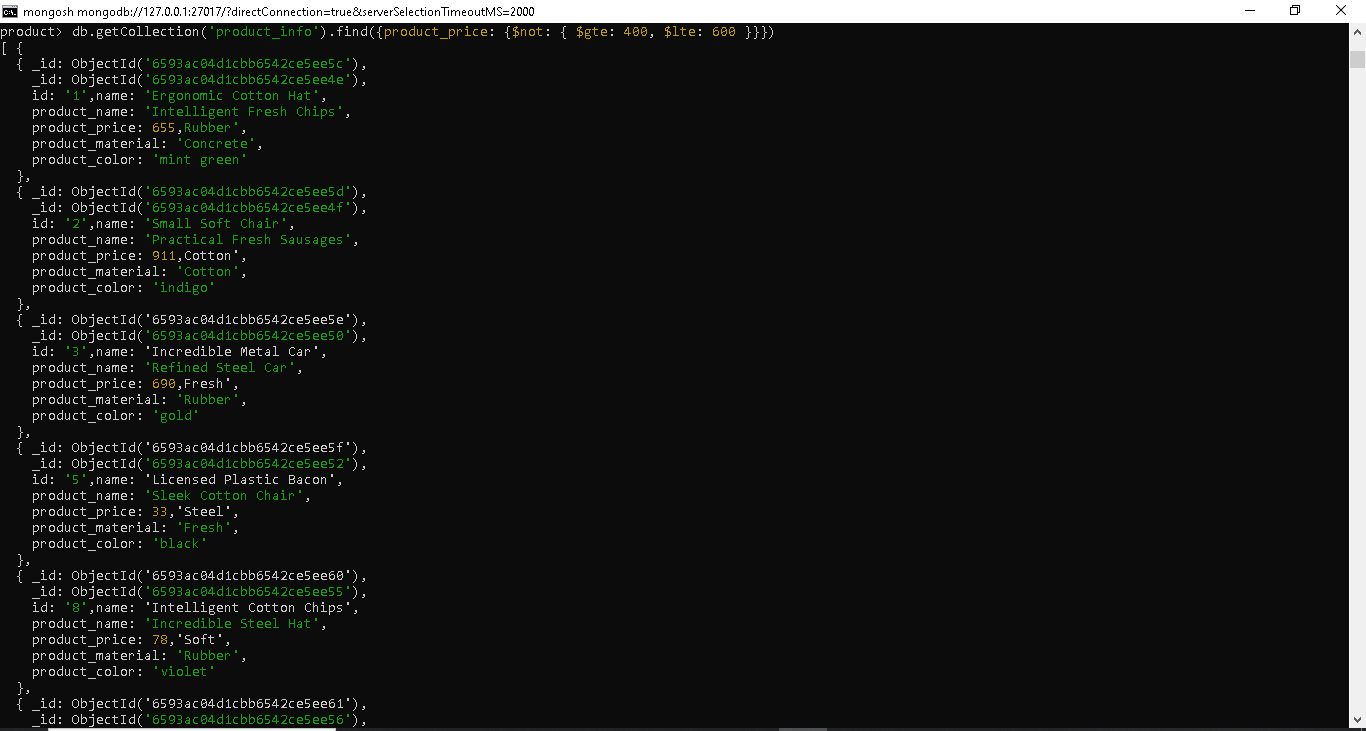 mongosh mongodb://127.0.0.1:27017/?directConnection=true&serverSelectionTimeoutMS=2000
product> db.getCollection('product_info').find({product_price: {$not: { $gte: 400, $lte: 600 }}})
[ {
{ _id: ObjectId('6593ac04d1cbb6542ce5ee5c'),
_id: ObjectId('6593ac04d1cbb6542ce5ee4e'),
id: '1',name: 'Ergonomic Cotton Hat',
product_name: 'Intelligent Fresh Chips',
product_price: 655,Rubber',
product_material: 'Concrete',
product_color: 'mint green'
},
{ _id: ObjectId('6593ac04d1cbb6542ce5ee5d'),
_id: ObjectId('6593ac04d1cbb6542ce5ee4f'),
id: '2',name: 'Small Soft Chair',
product_name: 'Practical Fresh Sausages',
product_price: 911,Cotton',
product_material: 'Cotton',
product_color: 'indigo'
},
{ _id: ObjectId('6593ac04d1cbb6542ce5ee5e'),
_id: ObjectId('6593ac04d1cbb6542ce5ee50'),
id: '3',name: 'Incredible Metal Car',
product_name: 'Refined Steel Car',
product_price: 690,Fresh',
product_material: 'Rubber',
product_color: 'gold'
},
{ _id: ObjectId('6593ac04d1cbb6542ce5ee5f'),
_id: ObjectId('6593ac04d1cbb6542ce5ee52'),
id: '5',name: 'Licensed Plastic Bacon',
product_name: 'Sleek Cotton Chair',
product_price: 33,'Steel',
product_material: 'Fresh',
product_color: 'black'
},
{ _id: ObjectId('6593ac04d1cbb6542ce5ee60'),
_id: ObjectId('6593ac04d1cbb6542ce5ee55'),
id: '8',name: 'Intelligent Cotton Chips',
product_name: 'Incredible Steel Hat',
product_price: 78,'Soft',
product_material: 'Rubber',
product_color: 'violet'
},
{ _id: ObjectId('6593ac04d1cbb6542ce5ee61'),
_id: ObjectId('6593ac04d1cbb6542ce5ee56'),